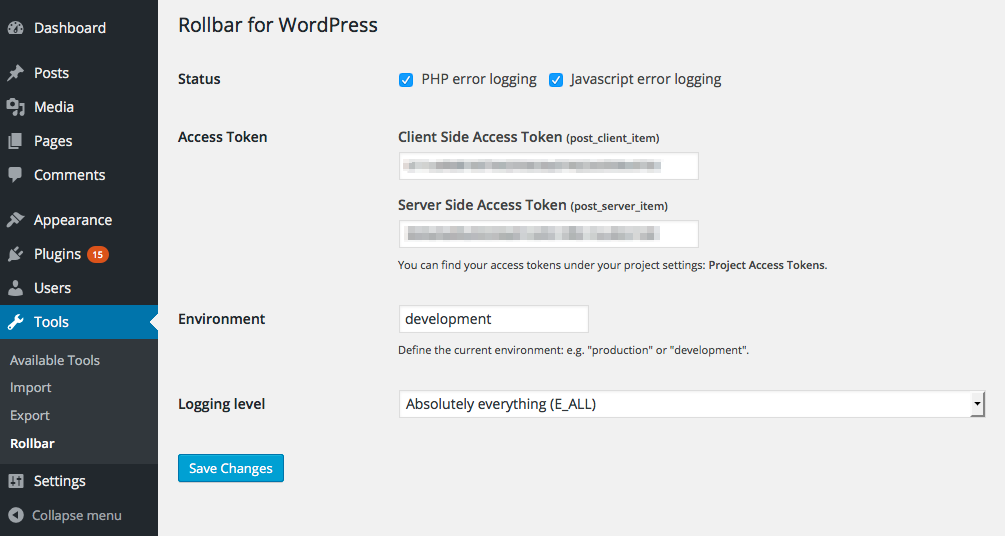 Dashboard
Posts
Media
Pages
Comments
Appearance
Plugins 15
Users
Tools
Available Tools
Import
Export
Rollbar
Settings
Collapse menu
Rollbar for WordPress
Status
PHP error logging
Javascript error logging
Access Token
Client Side Access Token (post_client_item)
Server Side Access Token (post_server_item)
You can find your access tokens under your project settings: Project Access Tokens.
Environment
development
Define the current environment: e.g. "production" or "development".
Logging level
Absolutely everything (E_ALL)
Save Changes